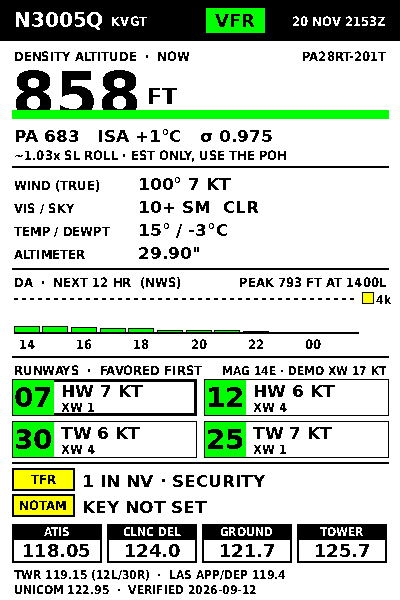 N3005Q KVGT VFR 20 NOV 2153Z
DENSITY ALTITUDE · NOW PA28RT-201T
858 FT
PA 683 ISA +1°C σ 0.975
~1.03x SL ROLL · EST ONLY, USE THE POH
WIND (TRUE) 100° 7 KT
VIS / SKY 10+ SM CLR
TEMP / DEWPT 15° / -3°C
ALTIMETER 29.90"
DA · NEXT 12 HR (NWS) PEAK 793 FT AT 1400L
4k
14 16 18 20 22 00
RUNWAYS · FAVORED FIRST MAG 14E · DEMO XW 17 KT
07 HW 7 KT XW 1 12 HW 6 KT XW 4
30 TW 6 KT XW 4 25 TW 7 KT XW 1
TFR 1 IN NV · SECURITY
NOTAM KEY NOT SET
ATIS CLNC DEL GROUND TOWER
118.05 124.0 121.7 125.7
TWR 119.15 (12L/30R) · LAS APP/DEP 119.4
UNICOM 122.95 · VERIFIED 2026-09-12